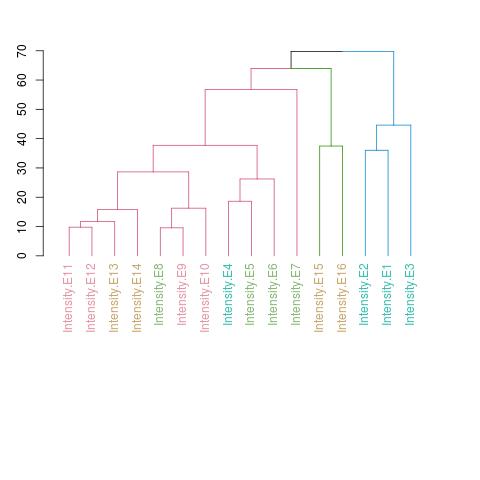 70
60
50
40
30
20
10
0
Intensity.E11
Intensity.E12
Intensity.E13
Intensity.E14
Intensity.E8
Intensity.E9
Intensity.E10
Intensity.E4
Intensity.E5
Intensity.E6
Intensity.E7
Intensity.E15
Intensity.E16
Intensity.E2
Intensity.E1
Intensity.E3